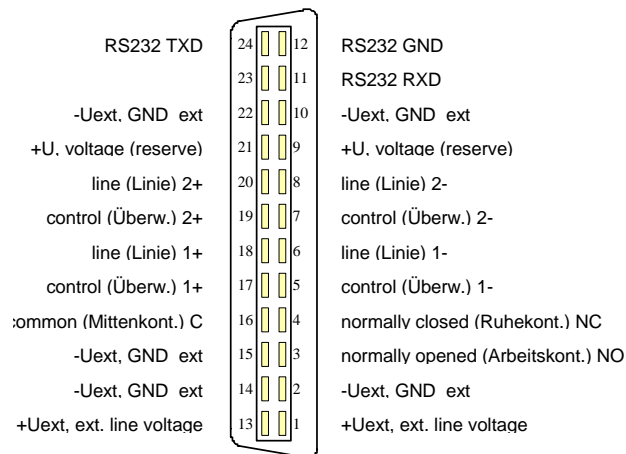 RS232 TXD 24 12 RS232 GND
23 11 RS232 RXD
-Uext, GND ext 22 10 -Uext, GND ext
+U, voltage (reserve) 21 9 +U, voltage (reserve)
line (Linie) 2+ 20 8 line (Linie) 2-
control (Überw.) 2+ 19 7 control (Überw.) 2-
line (Linie) 1+ 18 6 line (Linie) 1-
control (Überw.) 1+ 17 5 control (Überw.) 1-
common (Mittenkont.) C 16 4 normally closed (Ruhekont.) NC
-Uext, GND ext 15 3 normally opened (Arbeitskont.) NO
-Uext, GND ext 14 2 -Uext, GND ext
+Uext, ext. line voltage 13 1 +Uext, ext. line voltage